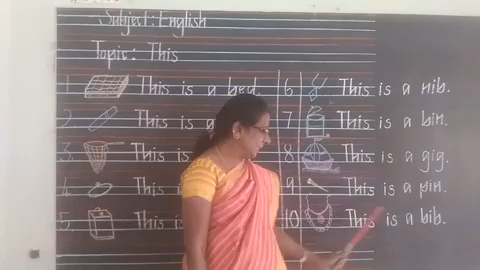 Subject: English
Topic: This
1. This is a bed.
2. This is a
3. This is
4. This is
5. This is
6 This is a nib.
7 This is a bin.
8 This is a gig.
9 This is a pin.
10 This is a bib.